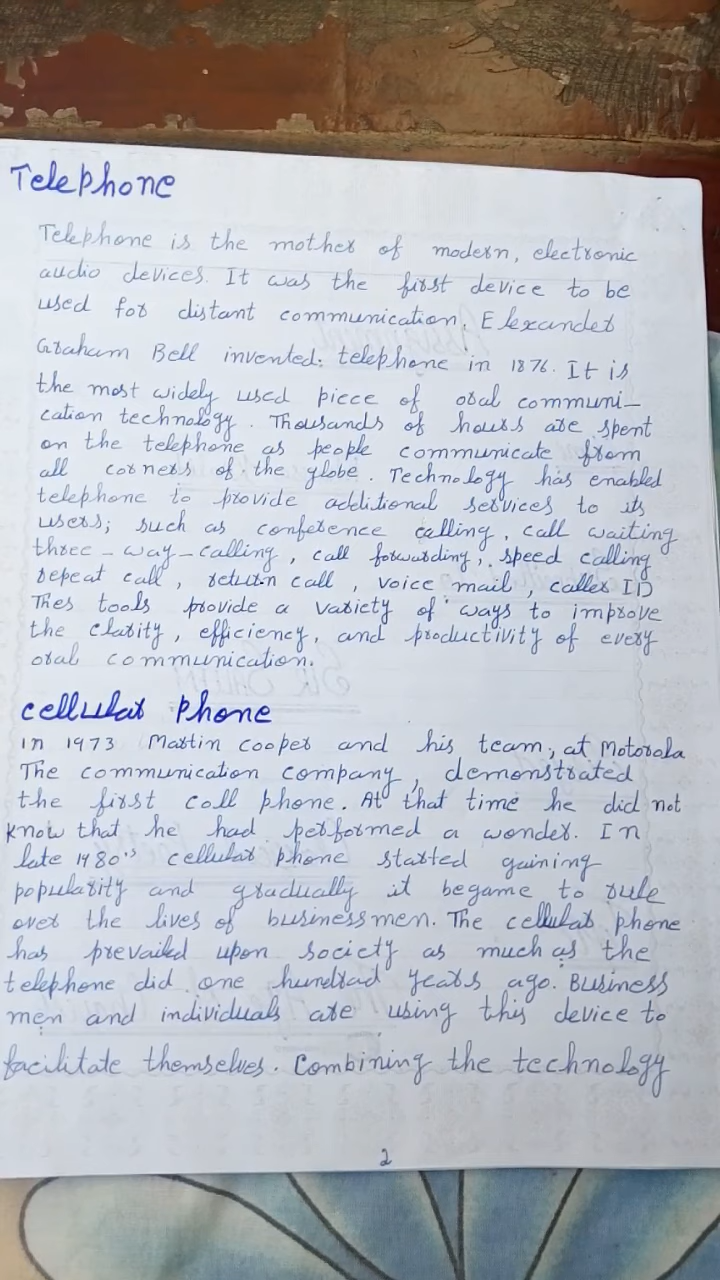 Telephone
Telephone is the mother of modern, electronic
audio devices. It was the first device to be
used for distant communication. Elexander
Graham Bell invented: telephone in 1876. It is
the most widely used piece of oral communi-
cation technology. Thousands of hours are spent
on the telephone as people communicate from
all corners of the globe. Technology has enabled
telephone to provide additional services to its
users; such as conference calling, call waiting
three-way-calling, call forwarding, speed calling
repeat call, return call, voice mail, caller ID
Thes tools provide a variety of ways to improve
the clarity, efficiency, and productivity of every
oral communication.
cellular phone
in 1973 Martin cooper and his team, at Motorola
The communication company, demonstrated
the first coll phone. At that time he did not
know that he had performed a wonder. In
late 1480's cellular phone started gaining
popularity and gradually it begame to rule
over the lives of businessmen. The cellular phone
has prevailed upon society as much as the
telephone did one hundrad years ago. Business
men and individuals are using this device to
facilitate themselves. Combining the technology
2